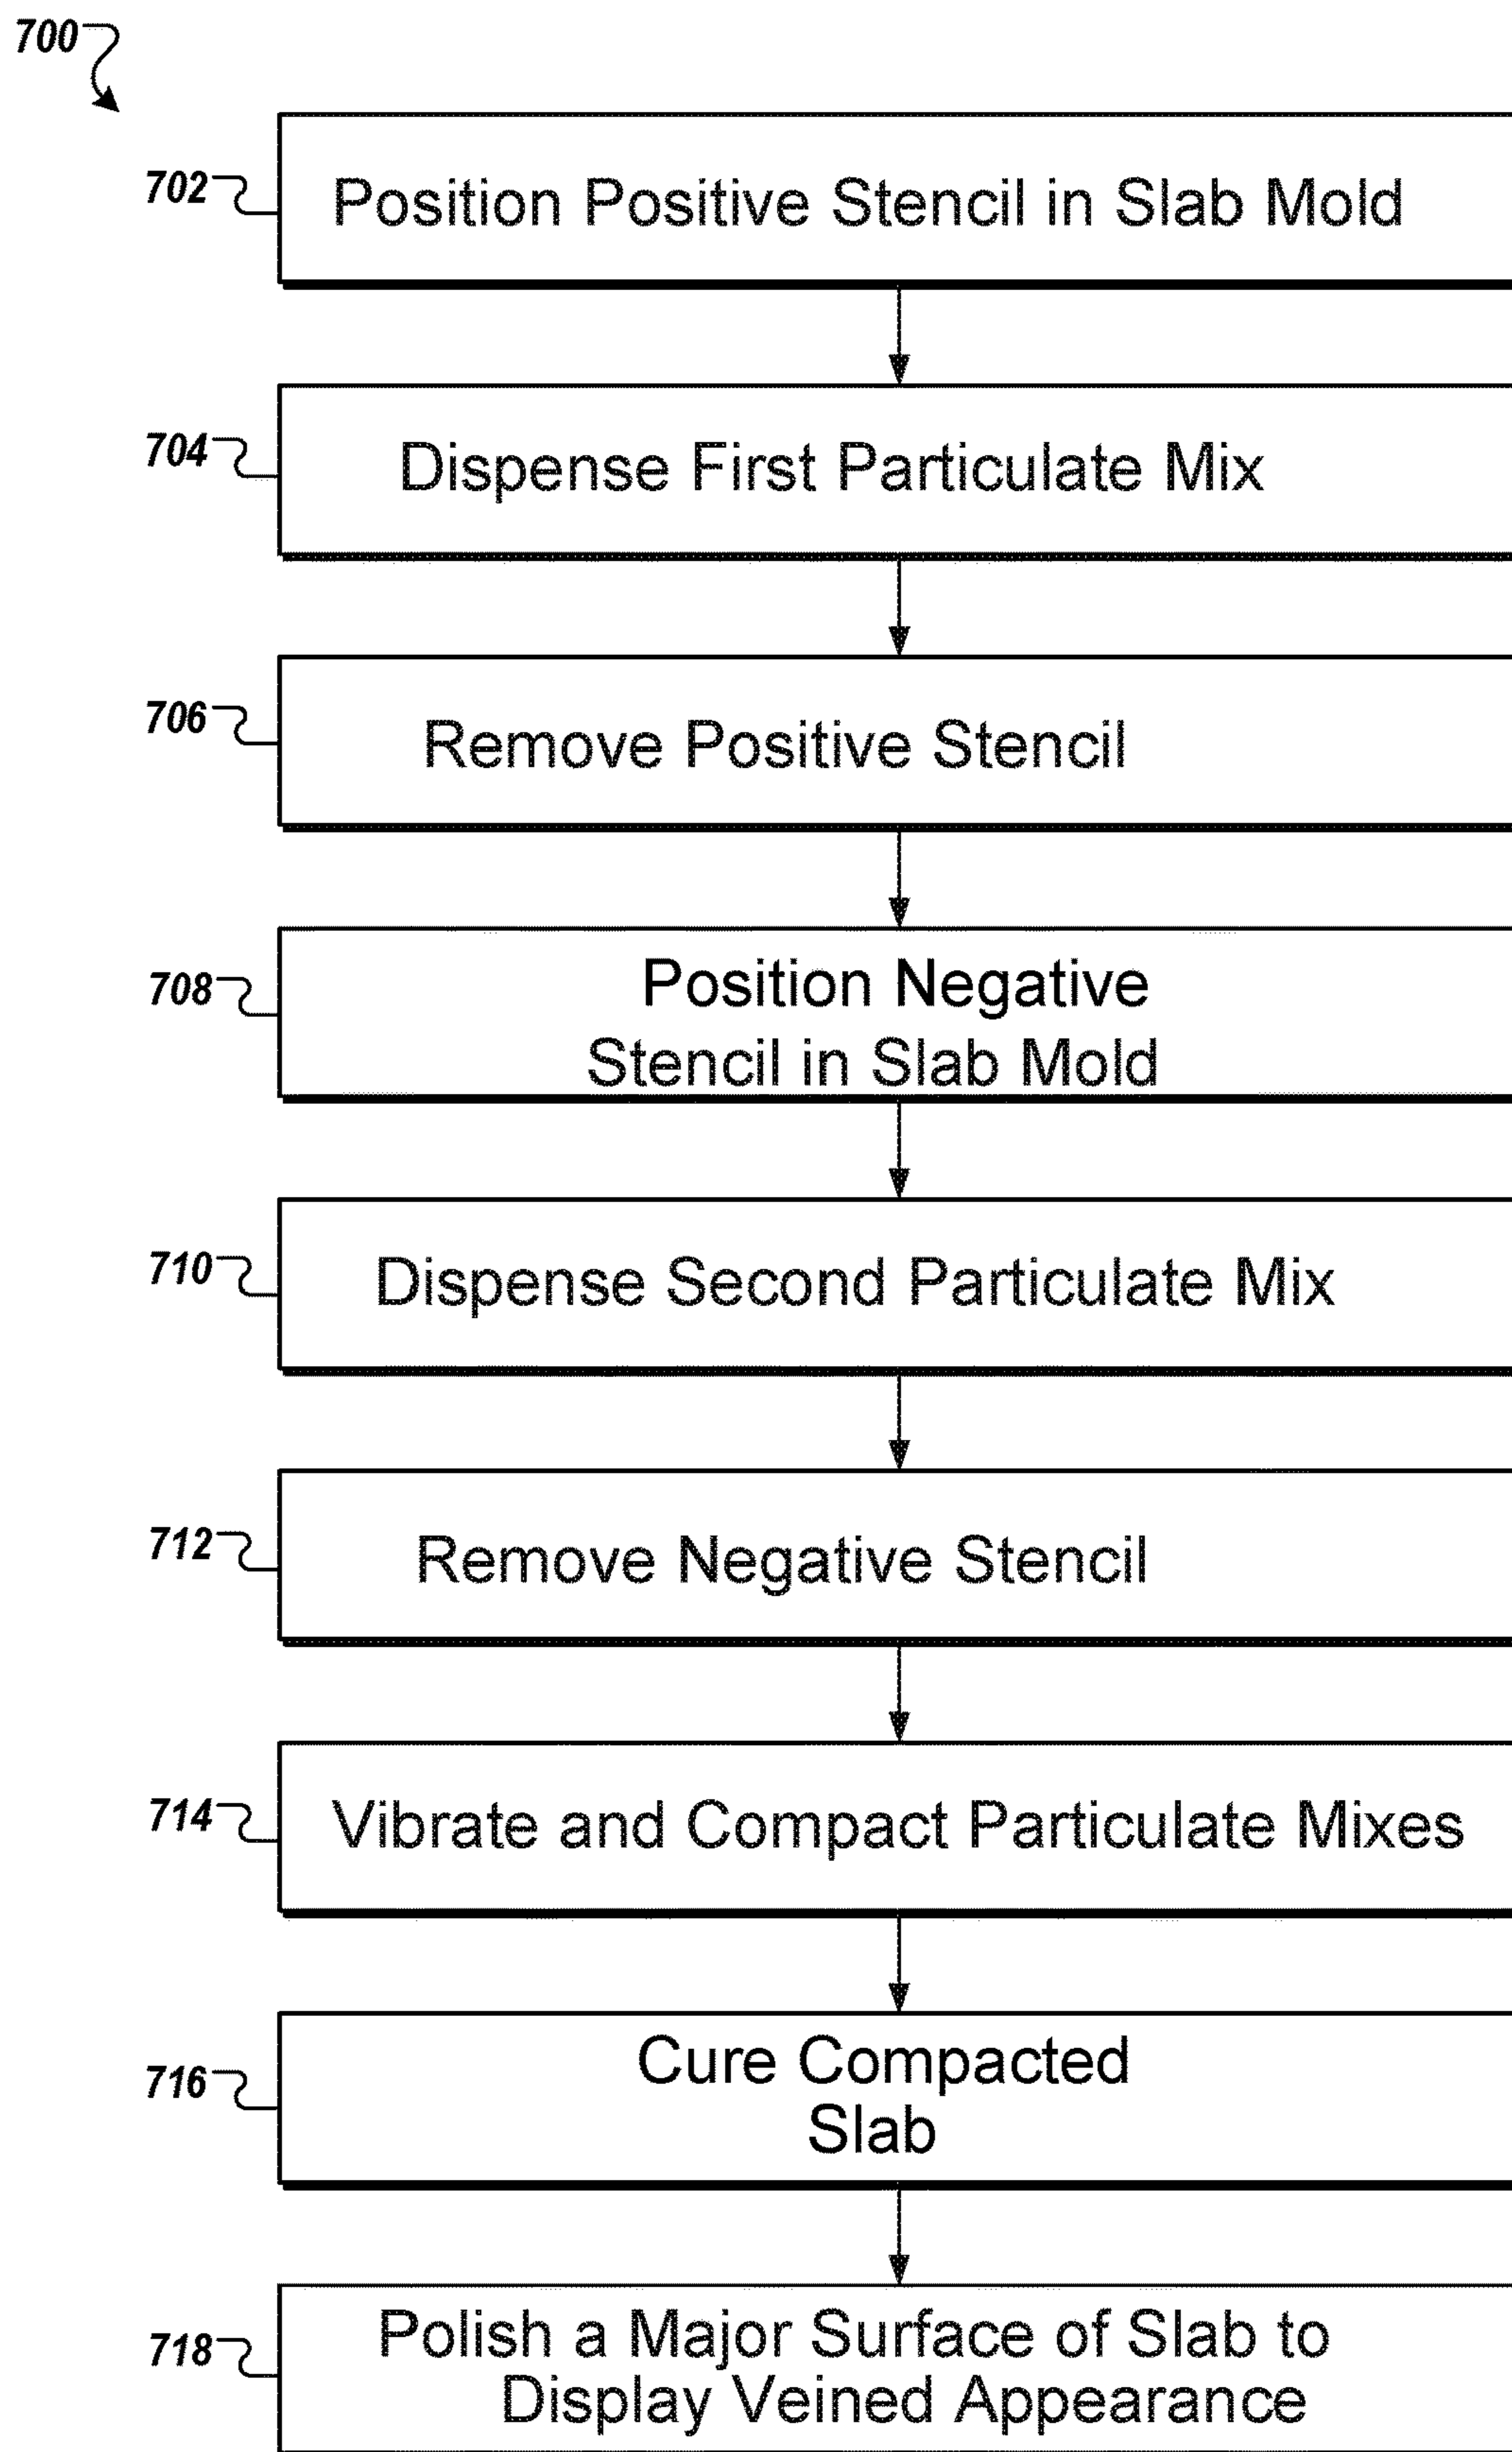 700
702
Position Positive Stencil in Slab Mold
704
Dispense First Particulate Mix
706
Remove Positive Stencil
708
Position Negative
Stencil in Slab Mold
710
Dispense Second Particulate Mix
712
Remove Negative Stencil
714
Vibrate and Compact Particulate Mixes
716
Cure Compacted
Slab
718
Polish a Major Surface of Slab to
Display Veined Appearance